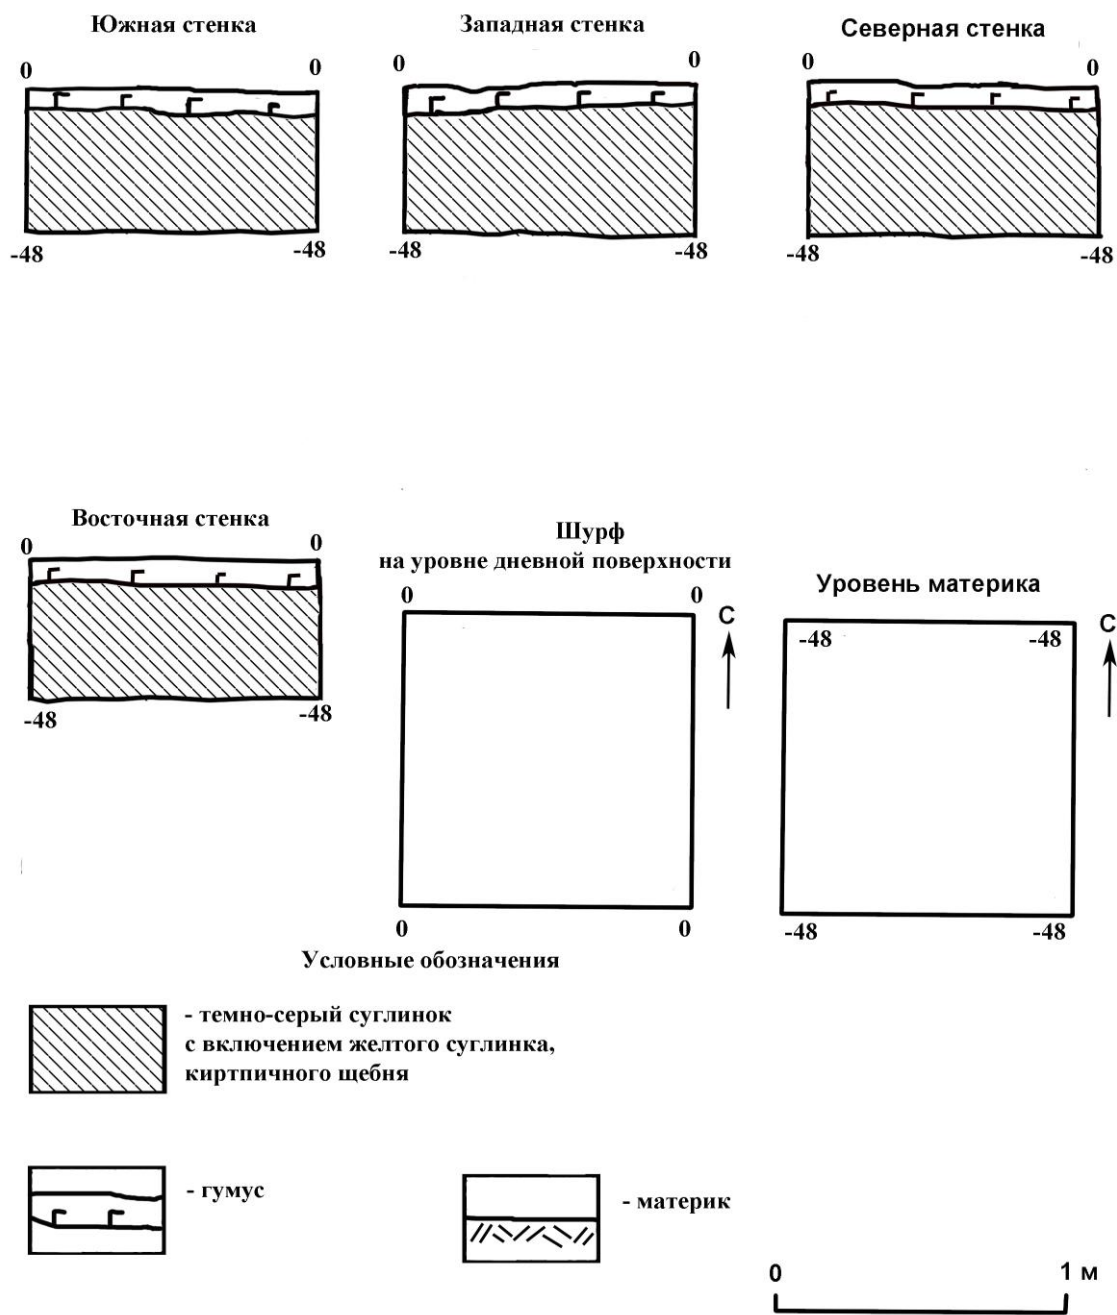 Южная стенка
0 0
-48 -48
Западная стенка
0 0
-48 -48
Северная стенка
0 0
-48 -48
Восточная стенка
0 0
-48 -48
Шурф
на уровне дневной поверхности
0 0
С
0 0
Уровень материка
-48 -48
С
-48 -48
Условные обозначения
- темно-серый суглинок
с включением желтого суглинка,
киртпичного щебня
- гумус
- материк
0 1 м